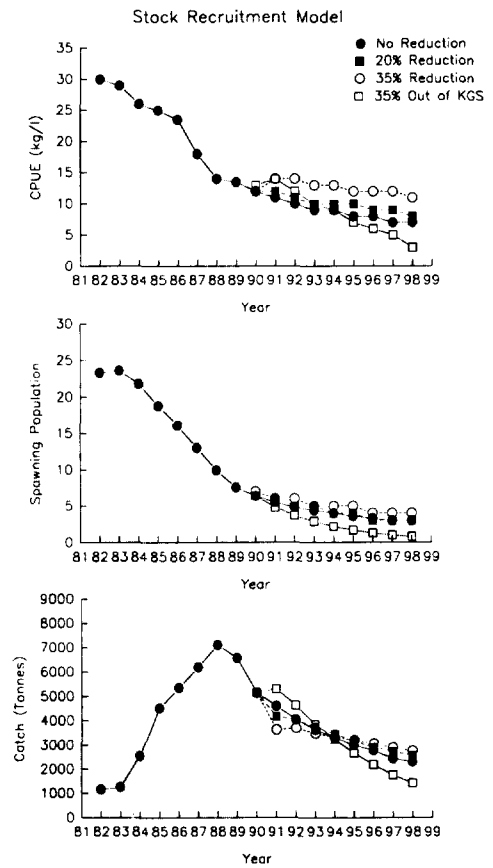 Stock Recruitment Model
No Reduction
20% Reduction
35% Reduction
35% Out of KGS
35
30
25
20
15
10
5
0
CPUE (kg/l)
81 82 83 84 85 86 87 88 89 90 91 92 93 94 95 96 97 98 99
Year
30
25
20
15
10
5
0
Spawning Population
81 82 83 84 85 86 87 88 89 90 91 92 93 94 95 96 97 98 99
Year
9000
8000
7000
6000
5000
4000
3000
2000
1000
0
Catch (Tonnes)
81 82 83 84 85 86 87 88 89 90 91 92 93 94 95 96 97 98 99
Year